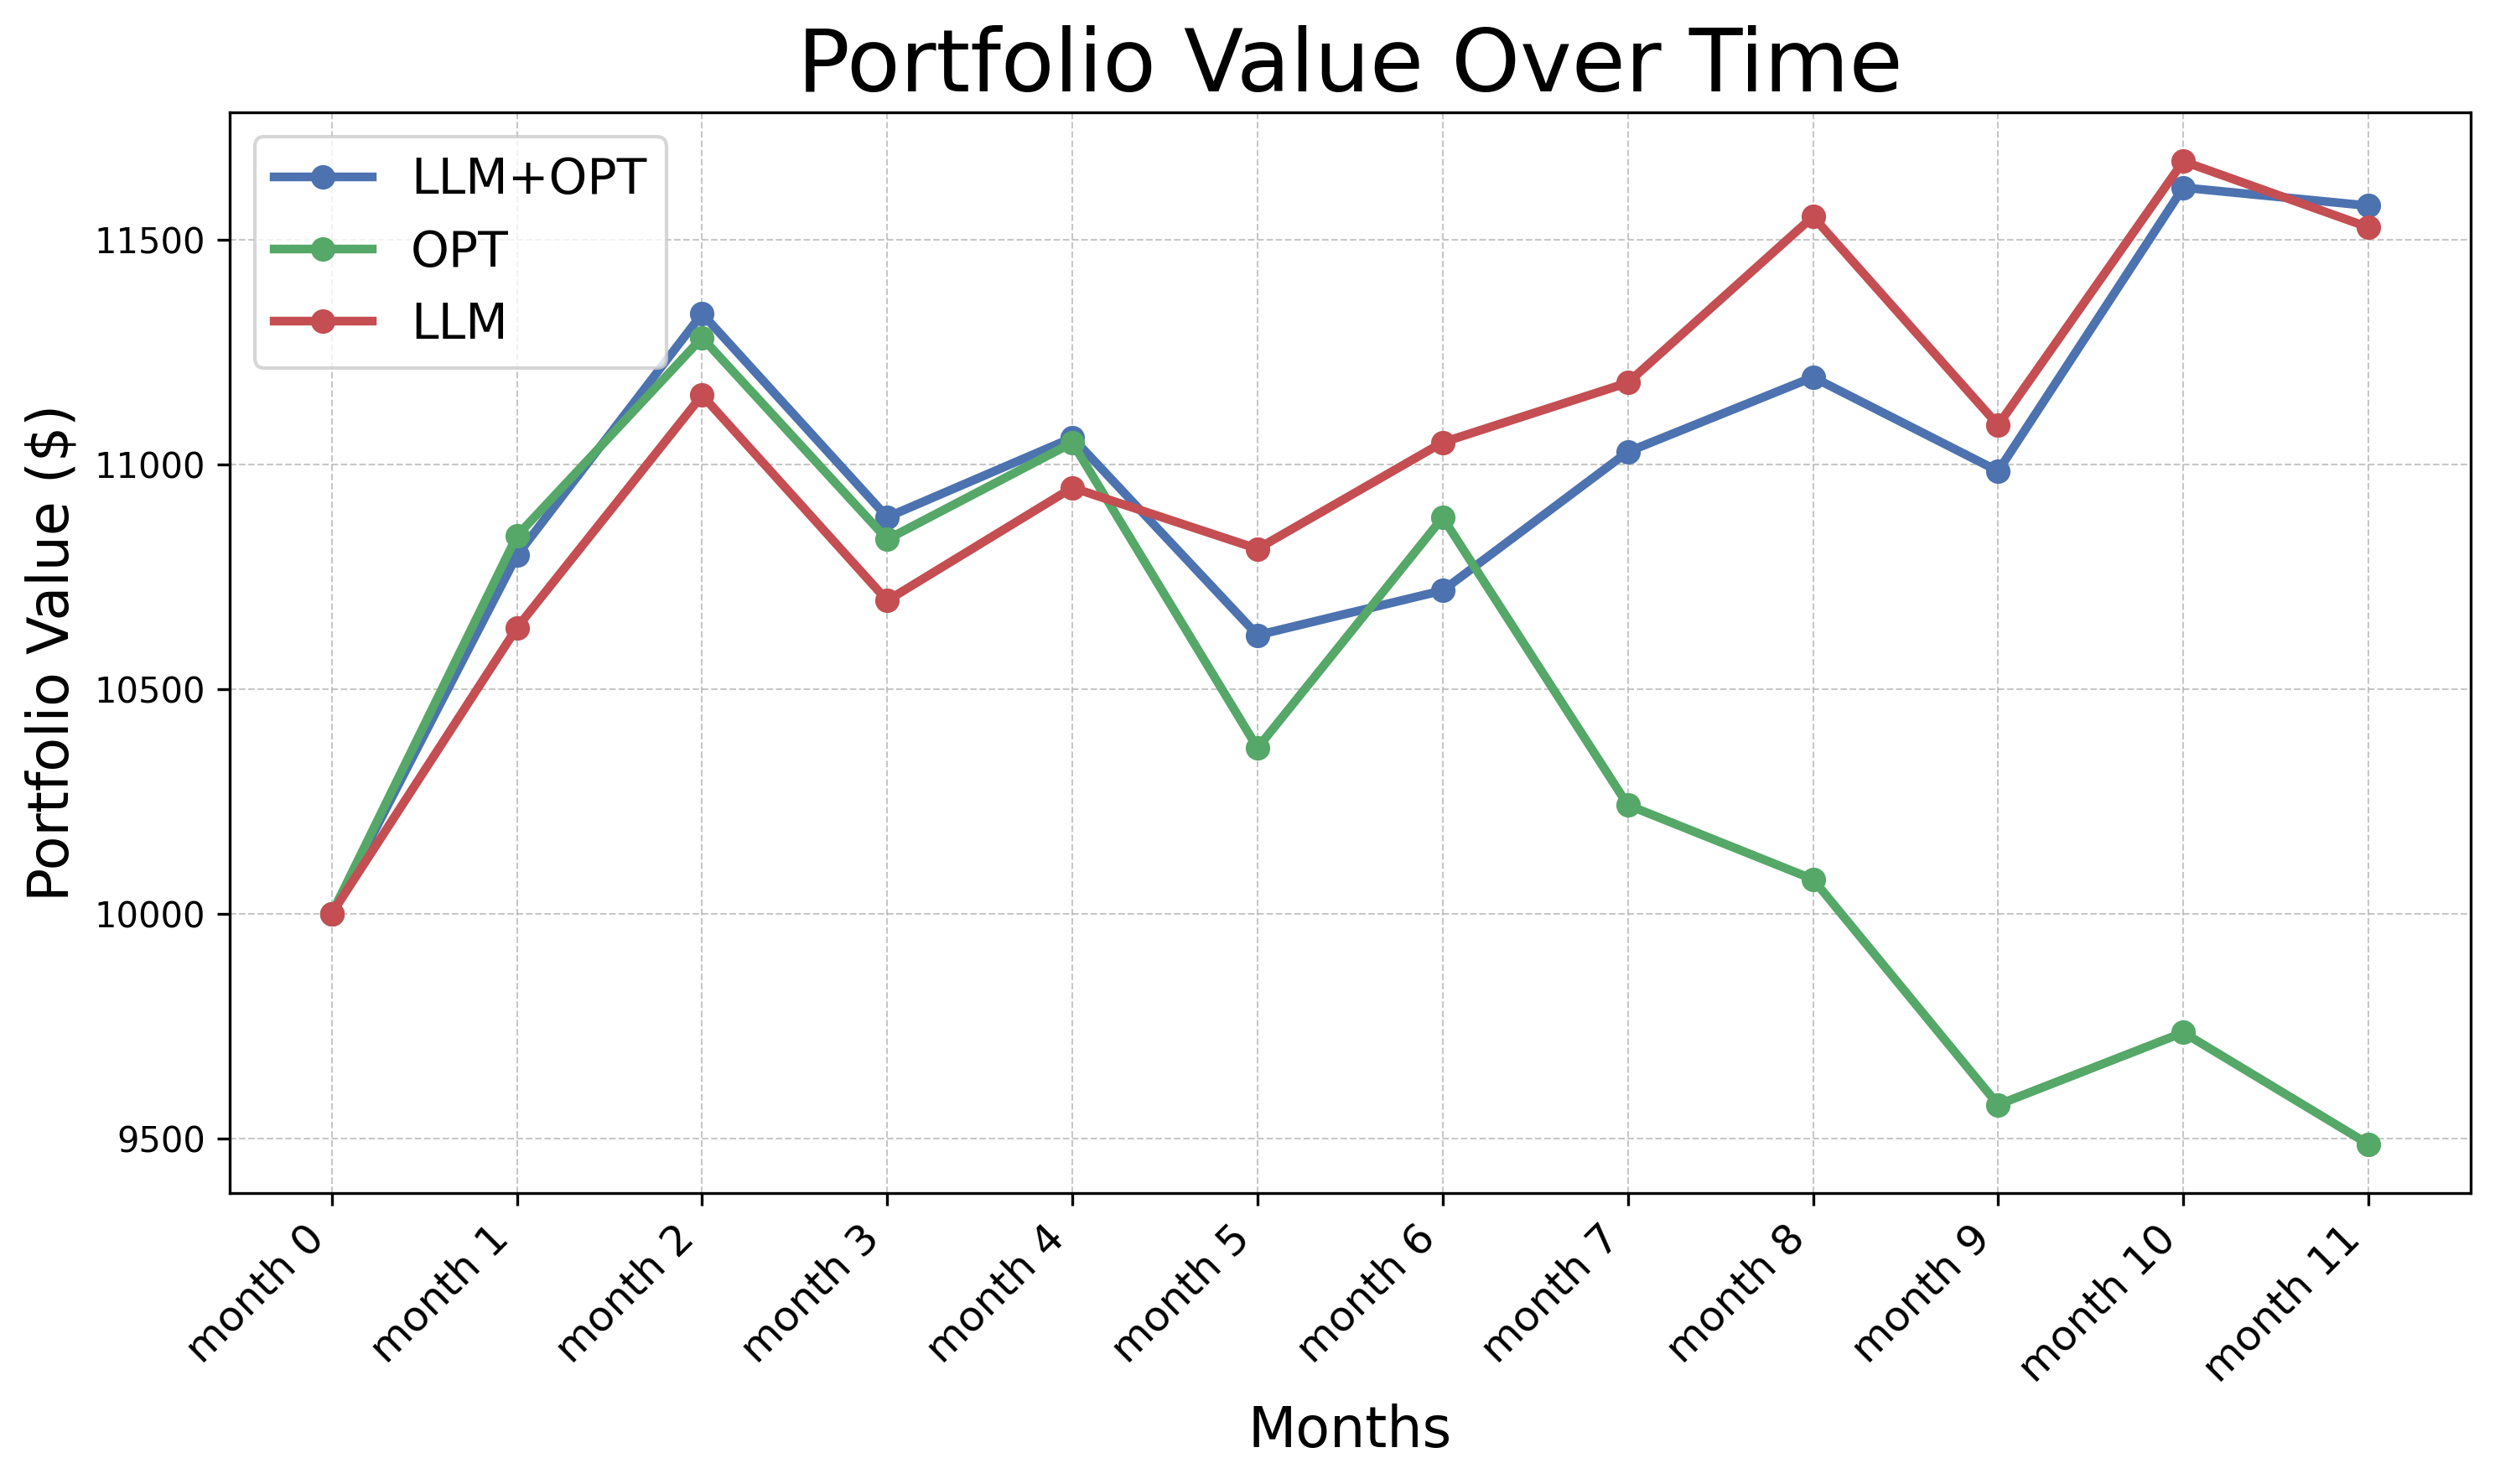 Portfolio Value Over Time
LLM+OPT
OPT
LLM
Portfolio Value ($)
11500
11000
10500
10000
9500
month 0
month 1
month 2
month 3
month 4
month 5
month 6
month 7
month 8
month 9
month 10
month 11
Months